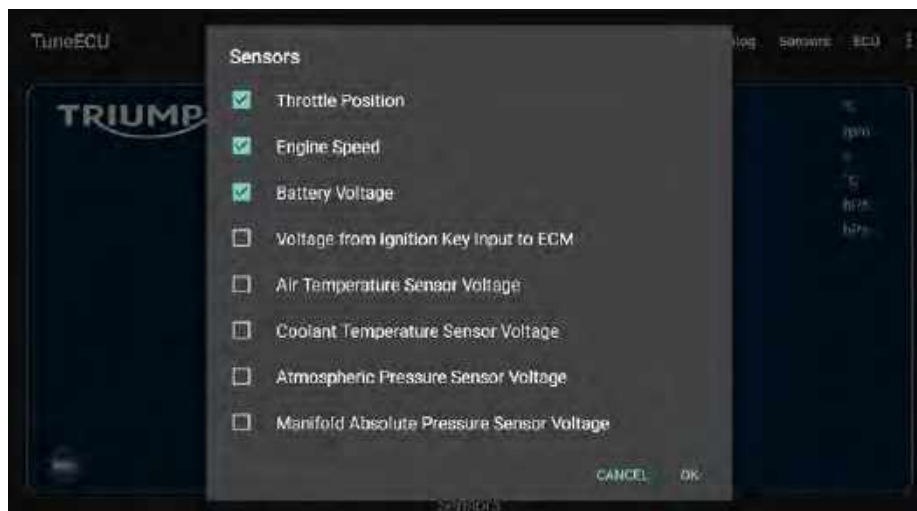 TuneECU
log Sensors ECU
Sensors
TRIUMP
Throttle Position
Engine Speed
Battery Voltage
Voltage from Ignition Key Input to ECM
Air Temperature Sensor Voltage
Coolant Temperature Sensor Voltage
Atmospheric Pressure Sensor Voltage
Manifold Absolute Pressure Sensor Voltage
°C
rpm
°C
hPa
hPa
CANCEL OK
SENSORS